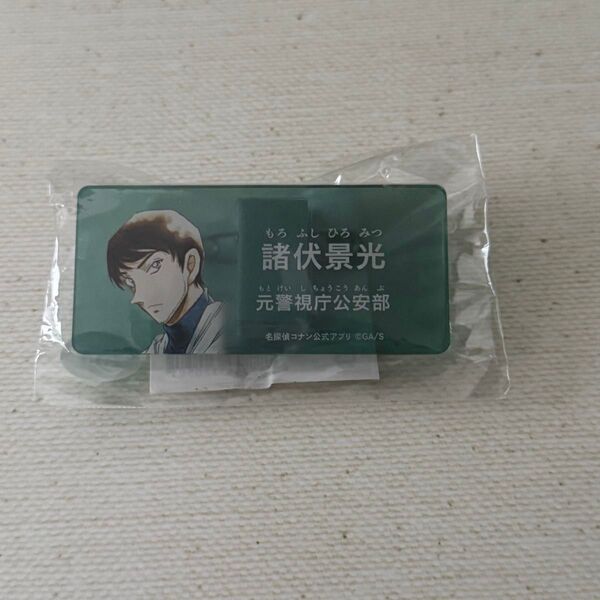 もろ ふし ひろ みつ
諸伏景光
もと けい し ちょうこうあん ぶ
元警視庁公安部
名探偵コナン公式アプリ ©GA/S